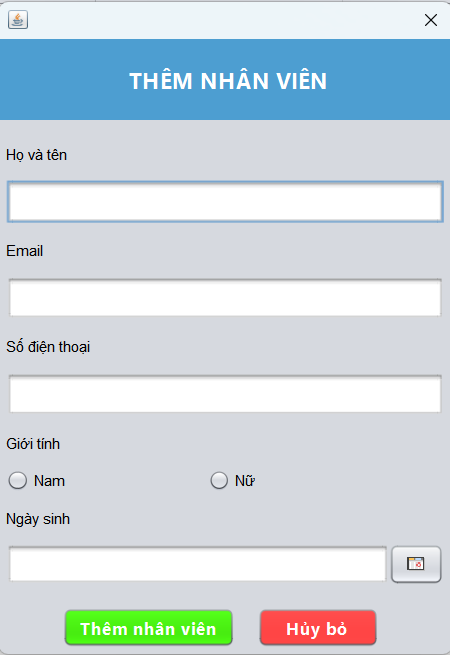 THÊM NHÂN VIÊN
Họ và tên
Email
Số điện thoại
Giới tính
Nam Nữ
Ngày sinh
Thêm nhân viên Hủy bỏ